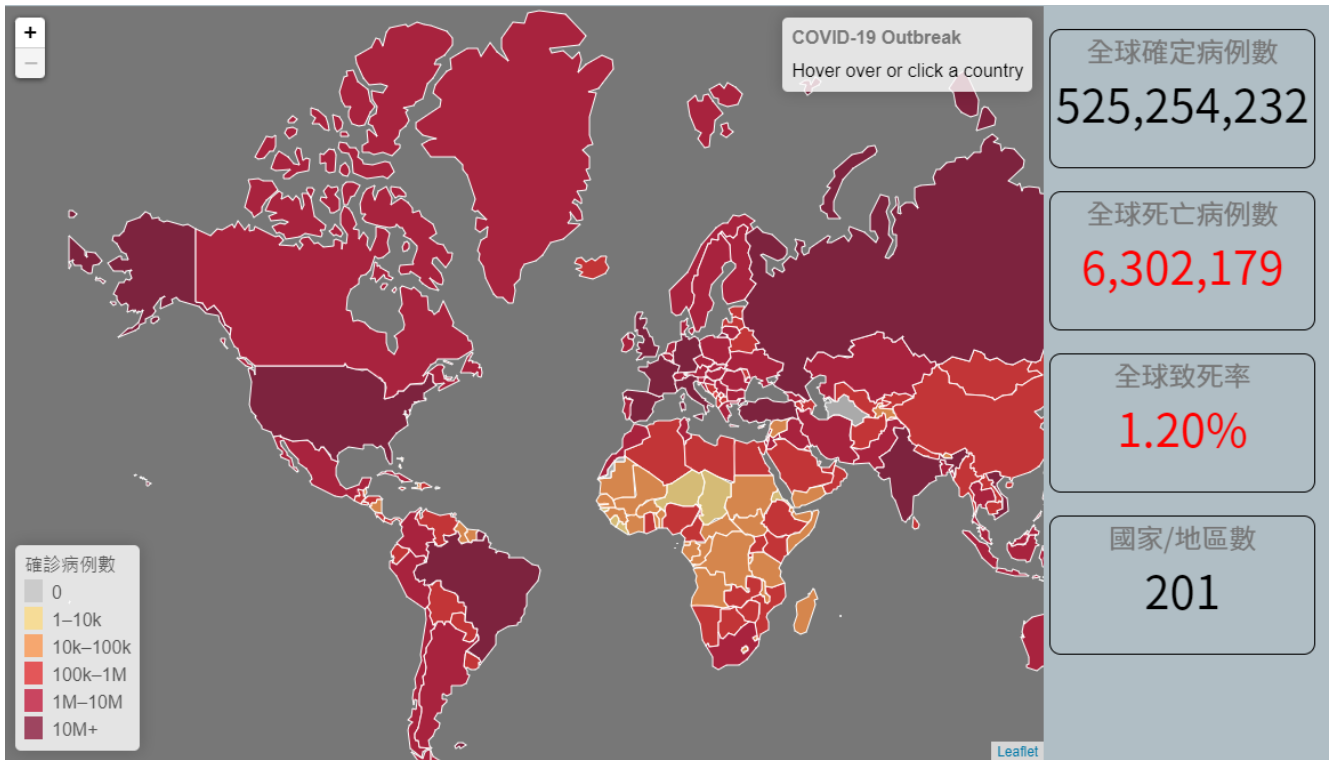 +
−
COVID-19 Outbreak
Hover over or click a country
確診病例數
0
1–10k
10k–100k
100k–1M
1M–10M
10M+
Leaflet
全球確定病例數
525,254,232
全球死亡病例數
6,302,179
全球致死率
1.20%
國家/地區數
201